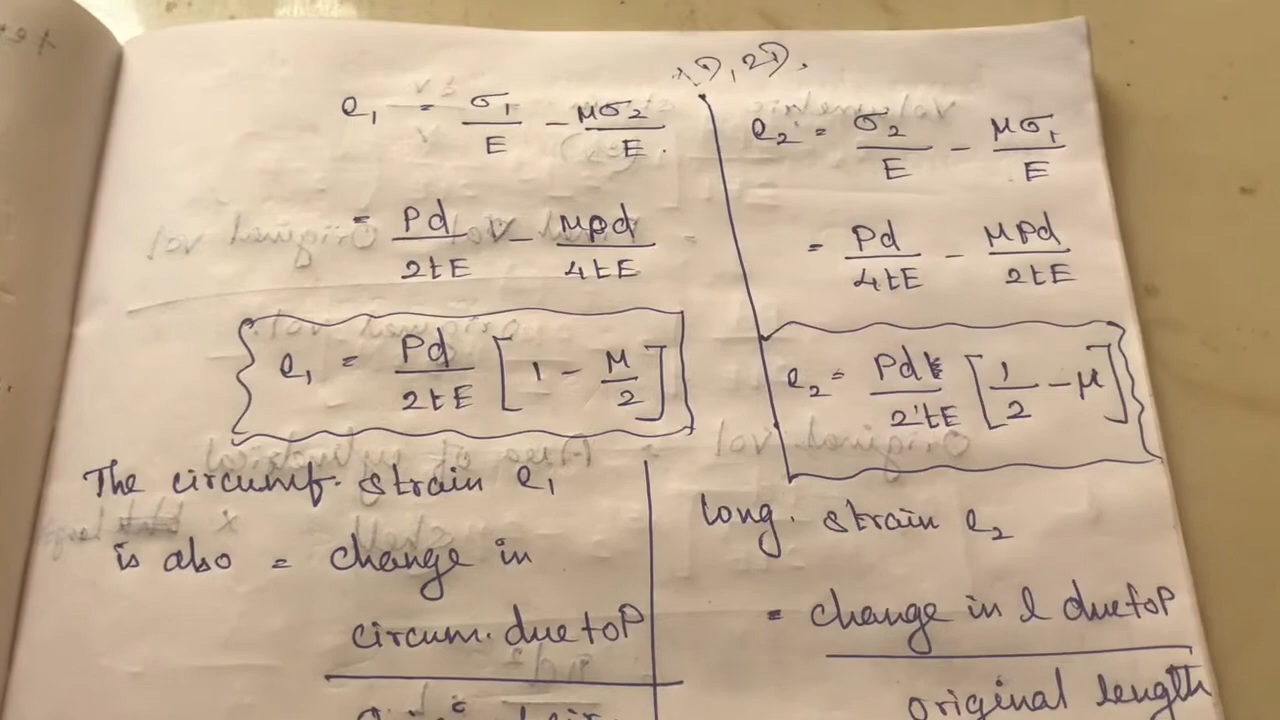 e₁ = σ₁/E - μσ₂/E.
= Pd/2tE - μpd/4tE
e₁ = Pd/2tE [1 - μ/2]
The circumf. strain e₁
is also = change in
circum. due to P
e₂ = σ₂/E - μσ₁/E
= Pd/4tE - μPd/2tE
e₂ = Pd/2tE [1/2 - μ]
long. strain e₂
= change in l due to P
original length